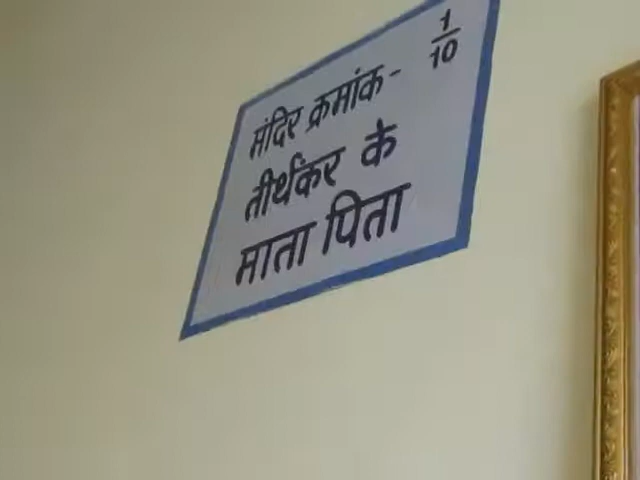 मंदिर क्रमांक- 1/10
तीर्थंकर के
माता पिता